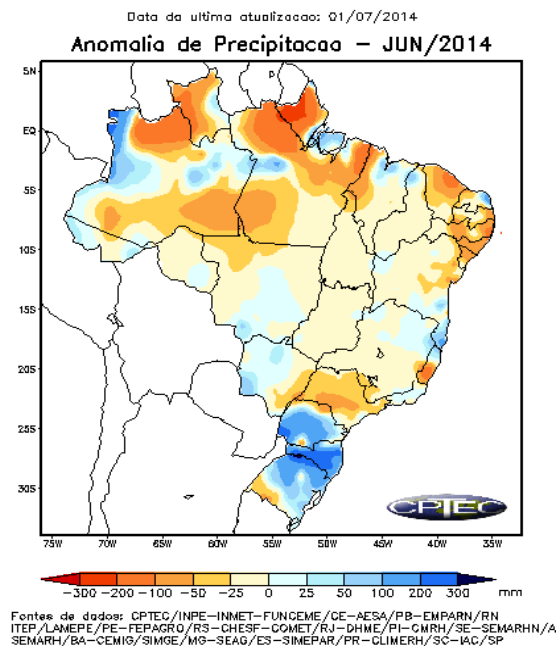 Data da ultima atualizacao: 01/07/2014
Anomalia de Precipitacao – JUN/2014
5N
EQ
5S
10S
15S
20S
25S
30S
75W 70W 65W 60W 55W 50W 45W 40W 35W
CPTEC
−300 −200 −100 −50 −25 0 25 50 100 200 300 mm
Fontes de dados: CPTEC/INPE−INMET−FUNCEME/CE−AESA/PB−EMPARN/RN
ITEP/LAMEPE/PE−FEPAGRO/RS−CHESF−COMET/RJ−DHME/PI−CMRH/SE−SEMARHN/A
SEMARH/BA−CEMIG/SIMGE/MG−SEAG/ES−SIMEPAR/PR−CLIMERH/SC−IAC/SP